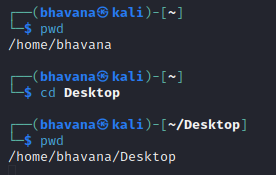 ┌──(bhavana㉿kali)-[~]
└─$ pwd
/home/bhavana
┌──(bhavana㉿kali)-[~]
└─$ cd Desktop
┌──(bhavana㉿kali)-[~/Desktop]
└─$ pwd
/home/bhavana/Desktop